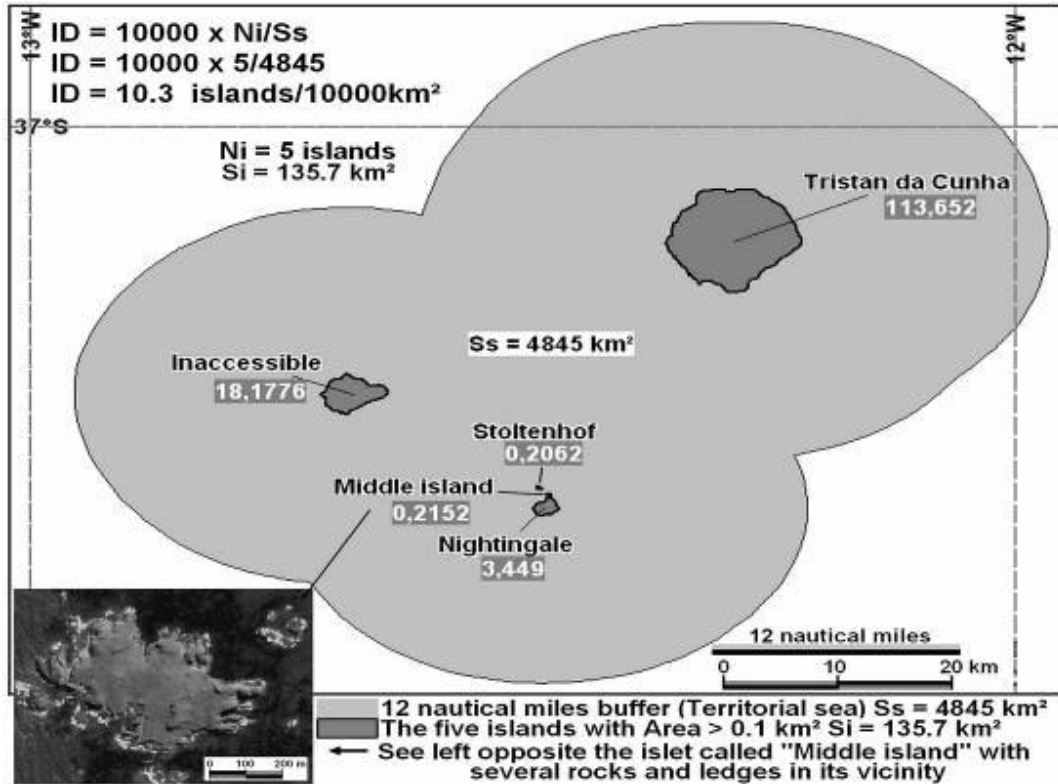 ID = 10000 x Ni/Ss
ID = 10000 x 5/4845
ID = 10.3 islands/10000km²
13°W
12°W
37°S
Ni = 5 islands
Si = 135.7 km²
Tristan da Cunha
113,652
Ss = 4845 km²
Inaccessible
18,1776
Stoltenhof
0,2062
Middle island
0,2152
Nightingale
3,449
12 nautical miles
0 10 20 km
0 100 200 m
12 nautical miles buffer (Territorial sea) Ss = 4845 km²
The five islands with Area > 0.1 km² Si = 135.7 km²
See left opposite the islet called "Middle island" with
several rocks and ledges in its vicinity